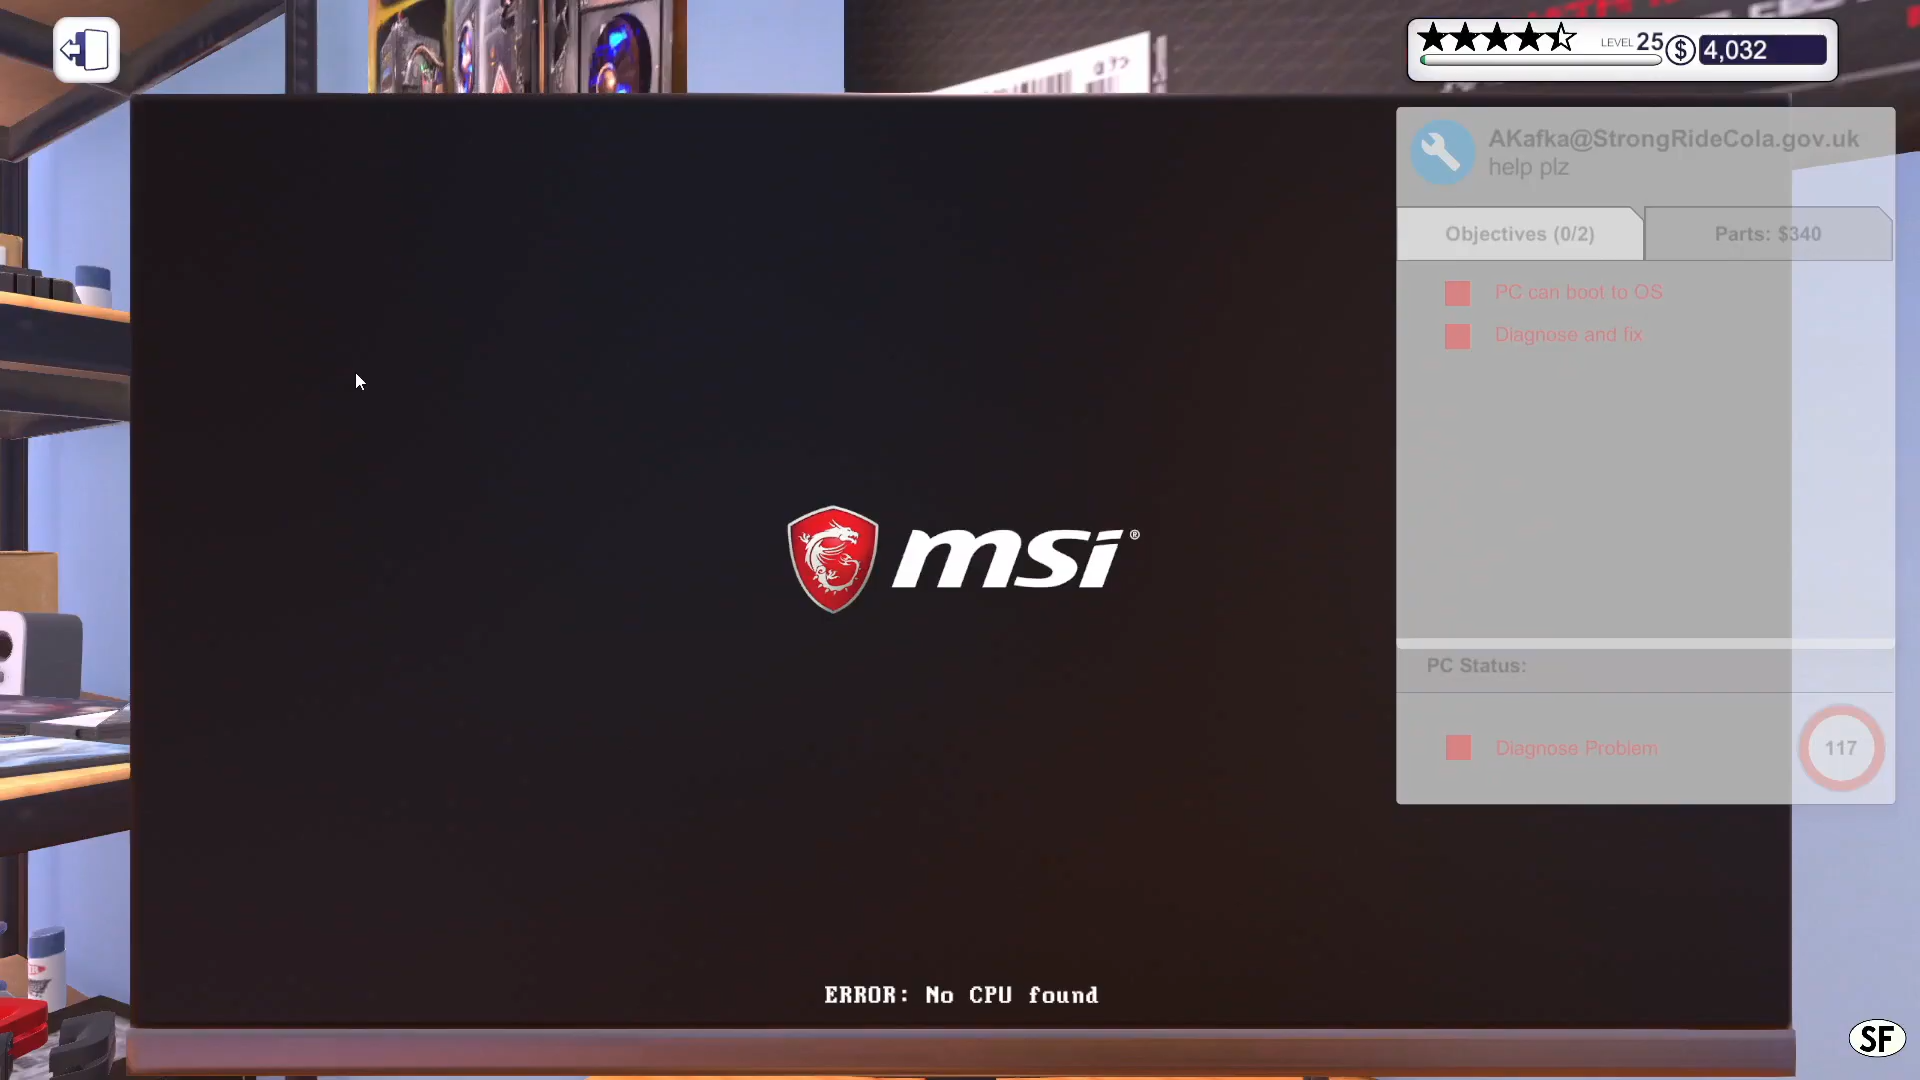 LEVEL 25
$ 4,032
AKafka@StrongRideCola.gov.uk
help plz
Objectives (0/2)
Parts: $340
PC can boot to OS
Diagnose and fix
msi®
PC Status:
Diagnose Problem
117
ERROR: No CPU found
SF